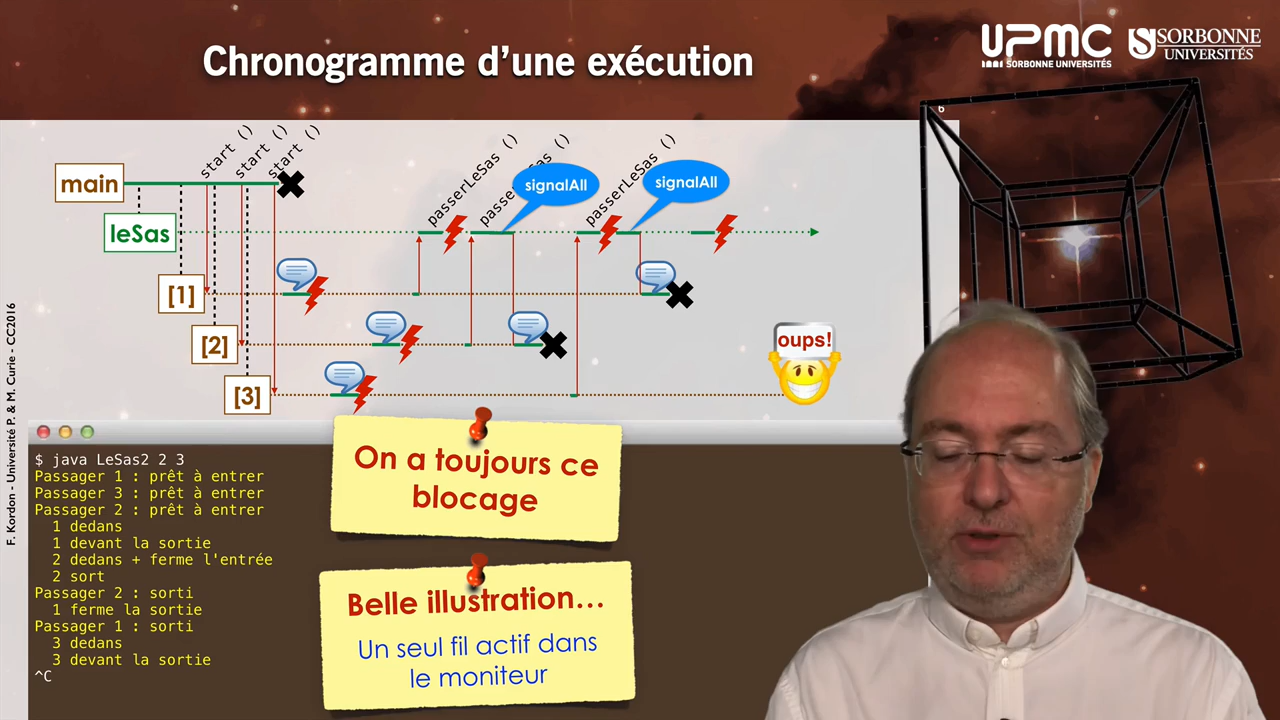 Chronogramme d'une exécution
UPMC
SORBONNE UNIVERSITÉS
SORBONNE
UNIVERSITÉS
6
start ()
start ()
start ()
passerLeSas ()
passerLeSas ()
passerLeSas ()
signalAll
signalAll
main
leSas
[1]
[2]
[3]
oups!
F. Kordon - Université P. & M. Curie - CC2016
$ java LeSas2 2 3
Passager 1 : prêt à entrer
Passager 3 : prêt à entrer
Passager 2 : prêt à entrer
1 dedans
1 devant la sortie
2 dedans + ferme l'entrée
2 sort
Passager 2 : sorti
1 ferme la sortie
Passager 1 : sorti
3 dedans
3 devant la sortie
^C
On a toujours ce
blocage
Belle illustration...
Un seul fil actif dans
le moniteur